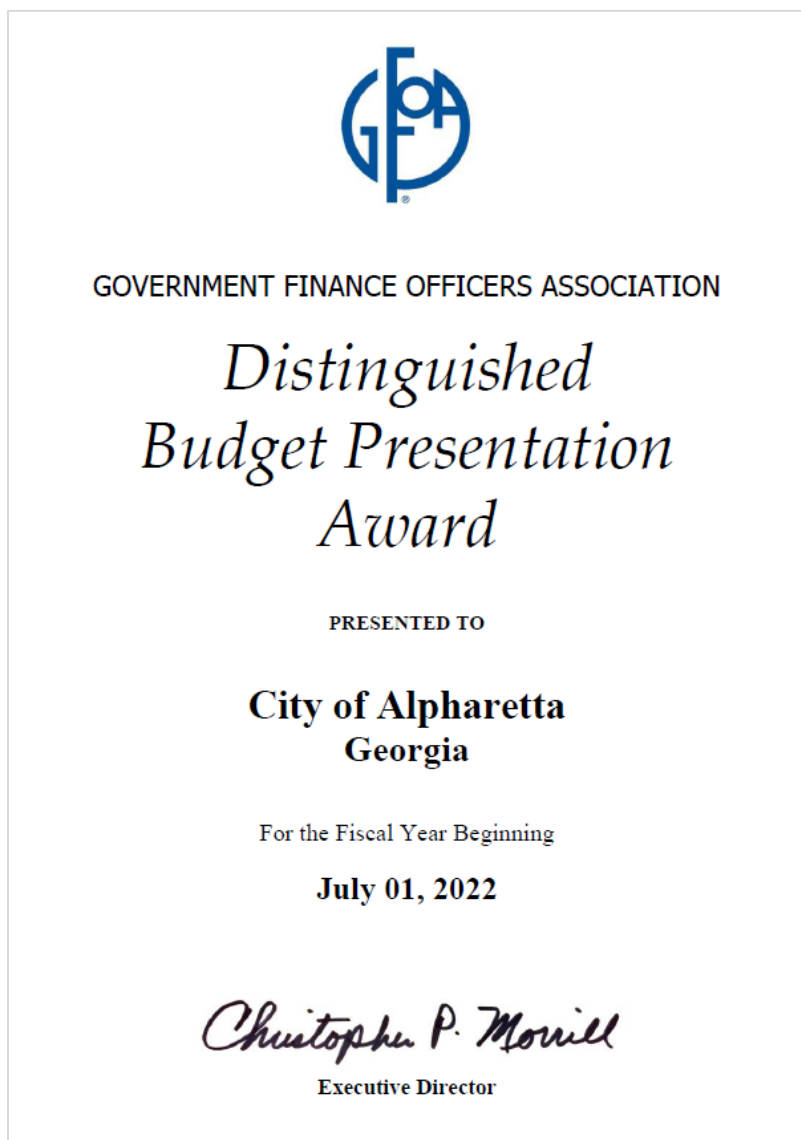 GFOA
®
GOVERNMENT FINANCE OFFICERS ASSOCIATION
Distinguished
Budget Presentation
Award
PRESENTED TO
City of Alpharetta
Georgia
For the Fiscal Year Beginning
July 01, 2022
Christopher P. Morrill
Executive Director